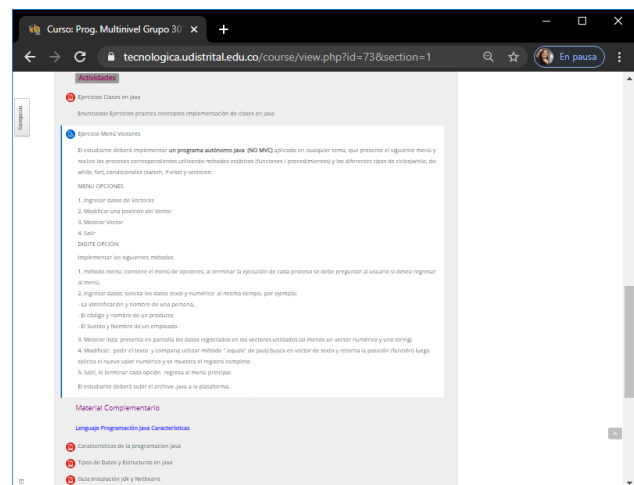 Curso: Prog. Multinivel Grupo 30
tecnologica.udistrital.edu.co/course/view.php?id=73&section=1
En pausa
Actividades
Navegación
Ejercicios Clases en Java
Enunciados Ejercicios practica conceptos implementación de clases en Java
Ejercicio Menú Vectores
El estudiante deberá implementar un programa autónomo Java (NO MVC) aplicado en cualquier tema, que presente el siguiente menú y
realice los procesos correspondientes utilizando métodos estáticos (funciones / procedimientos) y los diferentes tipos de ciclos(while, do-
while, for), condicionales (switch, if-else) y vectores:
MENU OPCIONES
1. Ingresar datos de Vectores
2. Modificar una posición del Vector
3. Mostrar Vector
4. Salir
DIGITE OPCIÓN
Implementar los siguientes métodos
1. método menu: contiene el menú de opciones, al terminar la ejecución de cada proceso se debe preguntar al usuario si desea regresar
al menú.
2. Ingresar datos: solicita los datos texto y numérico al mismo tiempo, por ejemplo:
- La identificación y nombre de una persona,
- El código y nombre de un producto
- El Sueldo y Nombre de un empleado.
3. Mostrar lista: presenta en pantalla los datos registrados en los vectores utilizados (al menos un vector numérico y uno string)
4. Modificar: pedir el texto y compara( utilizar método ".equals" de Java) busca en vector de texto y retorna la posición (función) luego
solicita el nuevo valor numérico y se muestra el registro completo
5. Salir. Al terminar cada opción regresa al menú principal.
El estudiante deberá subir el archivo .java a la plataforma.
Material Complementario
Lenguaje Programación Java Características
Características de la programacion Java
Tipos de Datos y Estructuras en Java
Guía Instalación Jdk y Netbeans